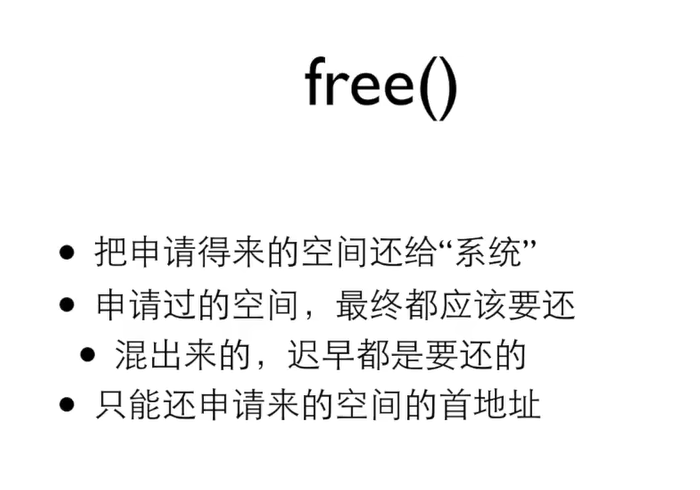 free()
• 把申请得来的空间还给“系统”
• 申请过的空间，最终都应该要还
• 混出来的，迟早都是要还的
• 只能还申请来的空间的首地址